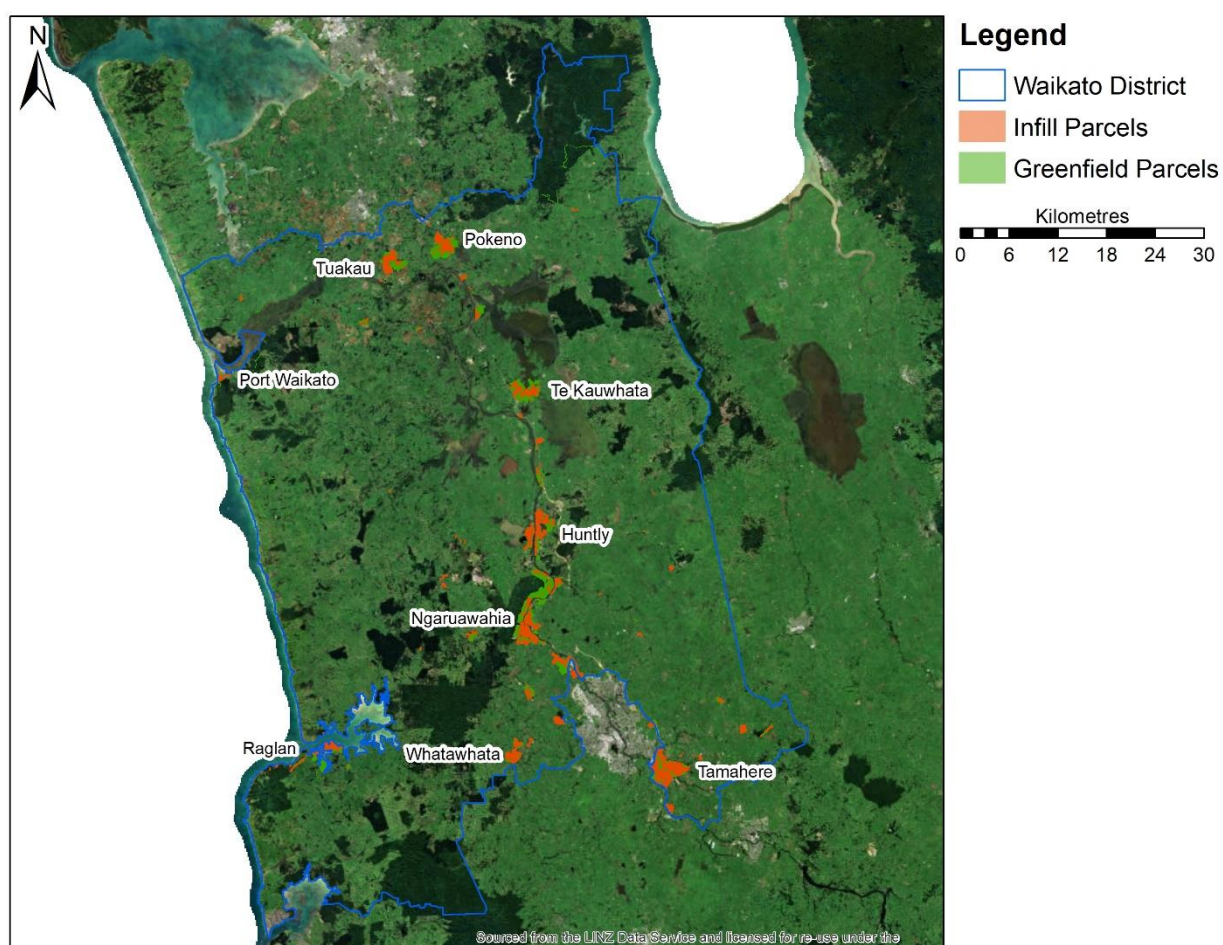 N
Pokeno
Tuakau
Port Waikato
Te Kauwhata
Huntly
Ngaruawahia
Raglan
Whatawhata
Tamahere
Sourced from the LINZ Data Service and licensed for re-use under the
Legend
Waikato District
Infill Parcels
Greenfield Parcels
Kilometres
0 6 12 18 24 30